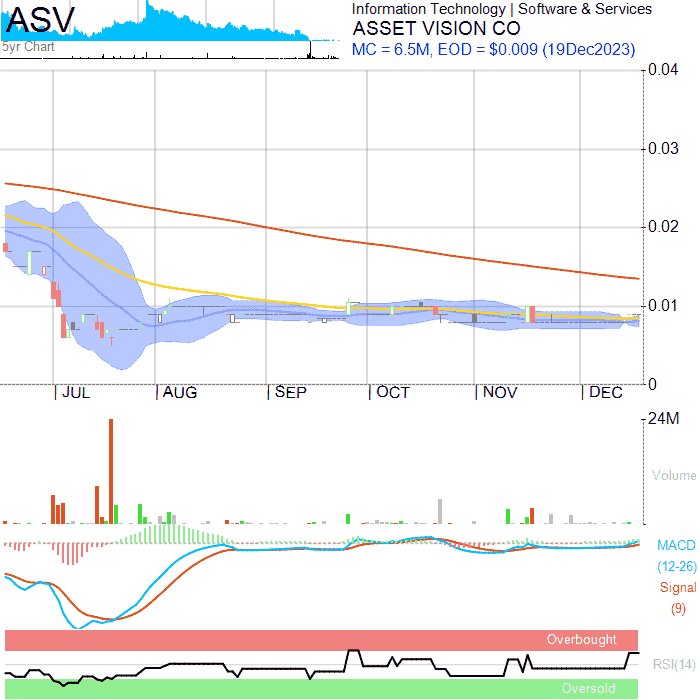 ASV
5yr Chart
Information Technology | Software & Services
ASSET VISION CO
MC = 6.5M, EOD = $0.009 (19Dec2023)
0.04
0.03
0.02
0.01
0
JUL
AUG
SEP
OCT
NOV
DEC
24M
Volume
MACD
(12-26)
Signal
(9)
Overbought
RSI(14)
Oversold